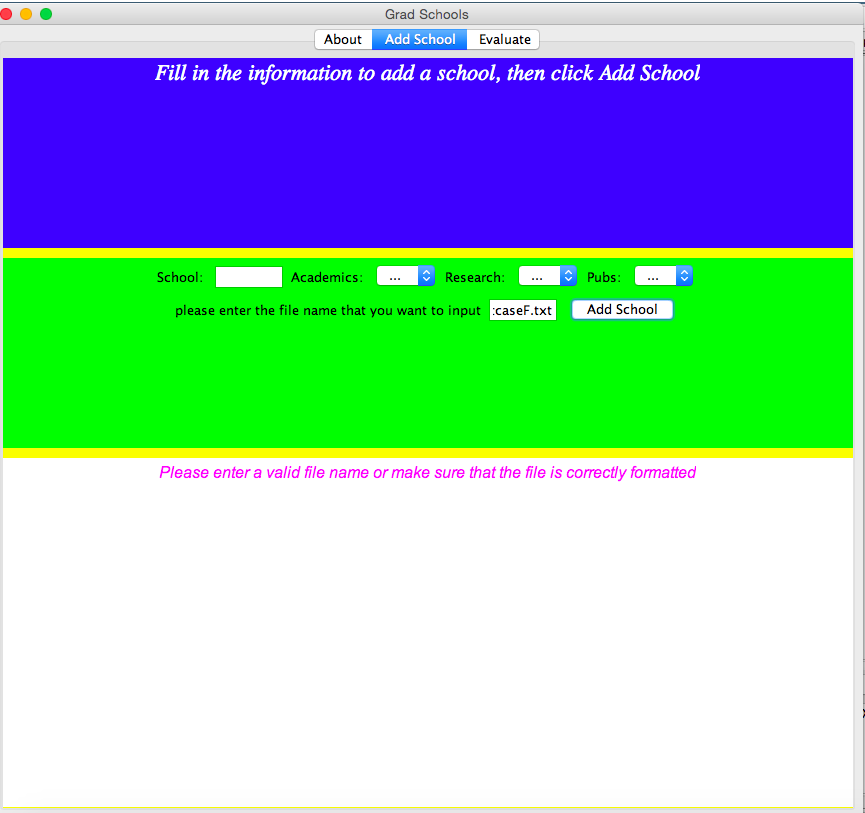 Grad Schools
About Add School Evaluate
Fill in the information to add a school, then click Add School
School: Academics: ... Research: ... Pubs: ...
please enter the file name that you want to input :caseF.txt Add School
Please enter a valid file name or make sure that the file is correctly formatted